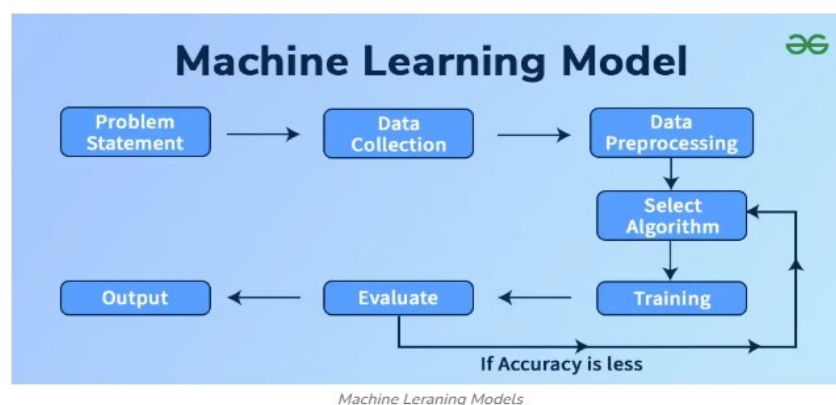 Machine Learning Model
Problem
Statement
Data
Collection
Data
Preprocessing
Select
Algorithm
Output
Evaluate
Training
If Accuracy is less
Machine Leraning Models